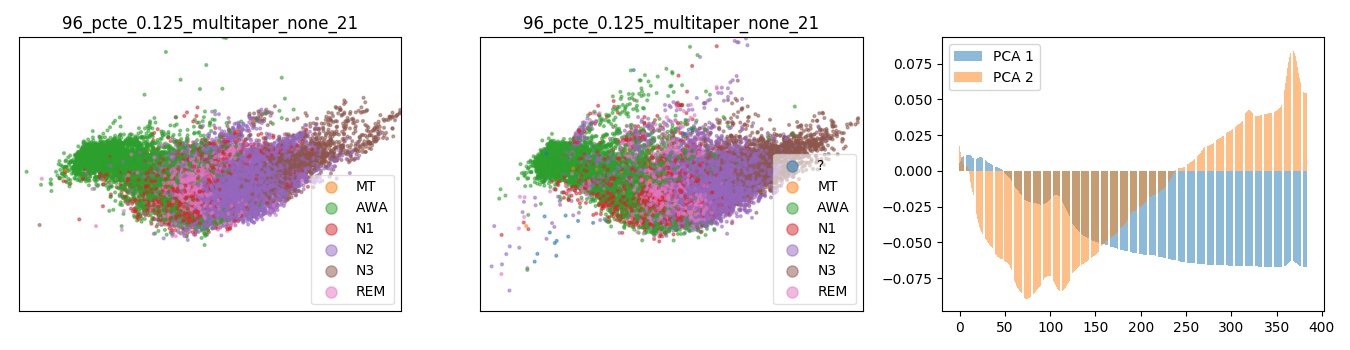 96_pcte_0.125_multitaper_none_21
MT
AWA
N1
N2
N3
REM
96_pcte_0.125_multitaper_none_21
?
MT
AWA
N1
N2
N3
REM
PCA 1
PCA 2
0.075
0.050
0.025
0.000
−0.025
−0.050
−0.075
0 50 100 150 200 250 300 350 400